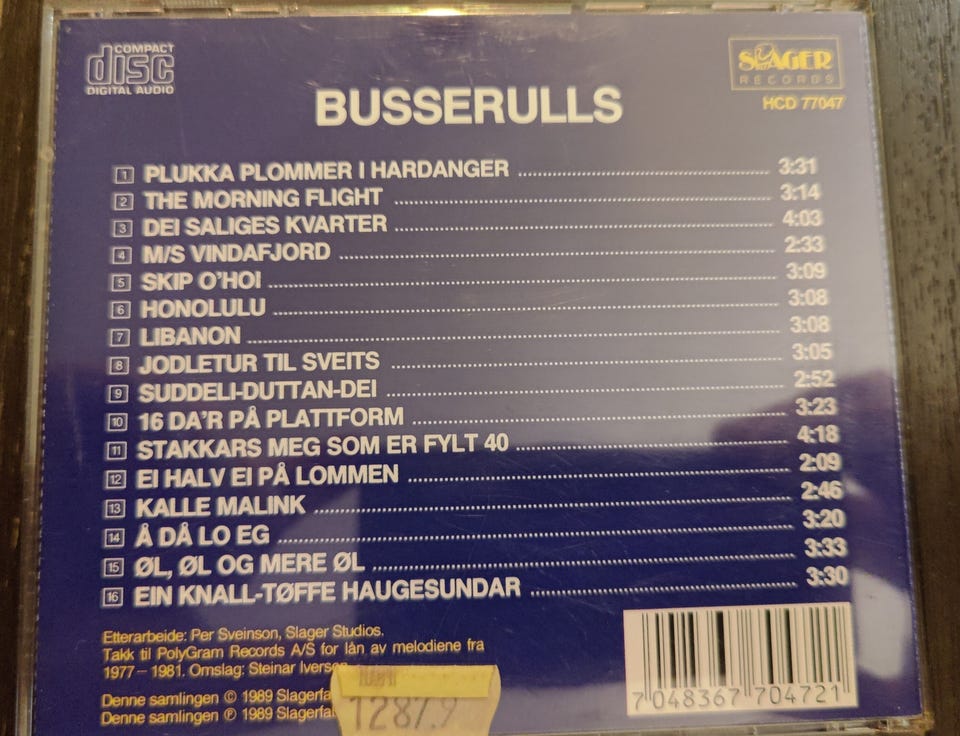 COMPACT
disc
DIGITAL AUDIO
SLAGER
RECORDS
HCD 77047
BUSSERULLS
1 PLUKKA PLOMMER I HARDANGER 3:31
2 THE MORNING FLIGHT 3:14
3 DEI SALIGES KVARTER 4:03
4 M/S VINDAFJORD 2:33
5 SKIP O'HOI 3:09
6 HONOLULU 3:08
7 LIBANON 3:08
8 JODLETUR TIL SVEITS 3:05
9 SUDDELI-DUTTAN-DEI 2:52
10 16 DA'R PÅ PLATTFORM 3:23
11 STAKKARS MEG SOM ER FYLT 40 4:18
12 EI HALV EI PÅ LOMMEN 2:09
13 KALLE MALINK 2:46
14 Å DÅ LO EG 3:20
15 ØL, ØL OG MERE ØL 3:33
16 EIN KNALL-TØFFE HAUGESUNDAR 3:30
Etterarbeide: Per Sveinson, Slager Studios.
Takk til PolyGram Records A/S for lån av melodiene fra
1977–1981. Omslag: Steinar Iverso
Denne samlingen © 1989 Slagerfa
Denne samlingen ℗ 1989 Slagerfa
1287.9
7 048367 704721